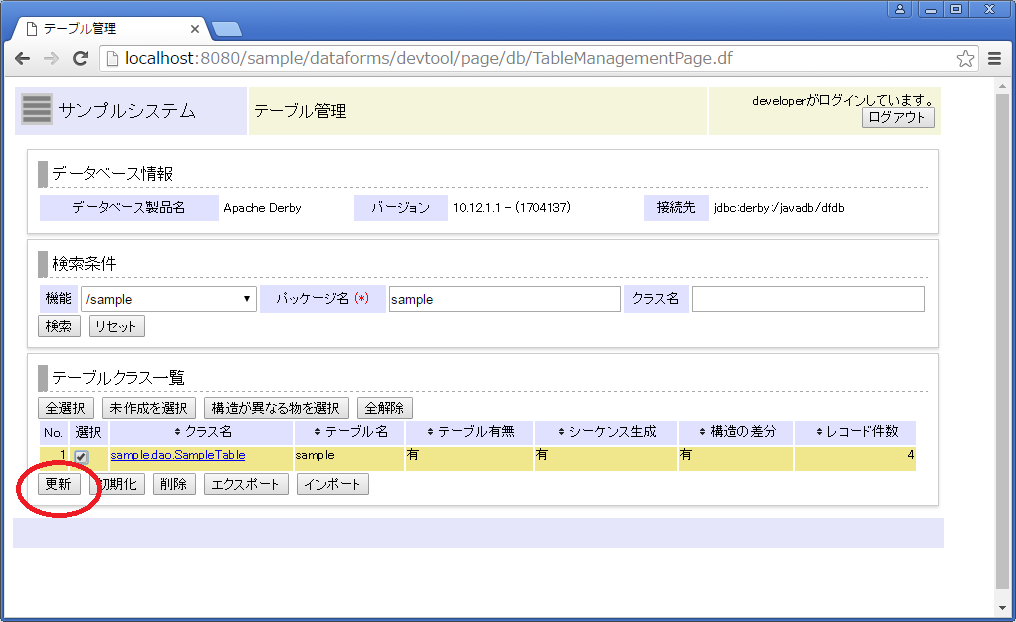 テーブル管理
localhost:8080/sample/dataforms/devtool/page/db/TableManagementPage.df
サンプルシステム
テーブル管理
developerがログインしています。
ログアウト
データベース情報
データベース製品名 Apache Derby バージョン 10.12.1.1 - (1704137) 接続先 jdbc:derby:/javadb/dfdb
検索条件
機能 /sample パッケージ名 (*) sample クラス名
検索 リセット
テーブルクラス一覧
全選択 未作成を選択 構造が異なる物を選択 全解除
No. 選択 クラス名 テーブル名 テーブル有無 シーケンス生成 構造の差分 レコード件数
1 sample.dao.SampleTable sample 有 有 有 4
更新 初期化 削除 エクスポート インポート